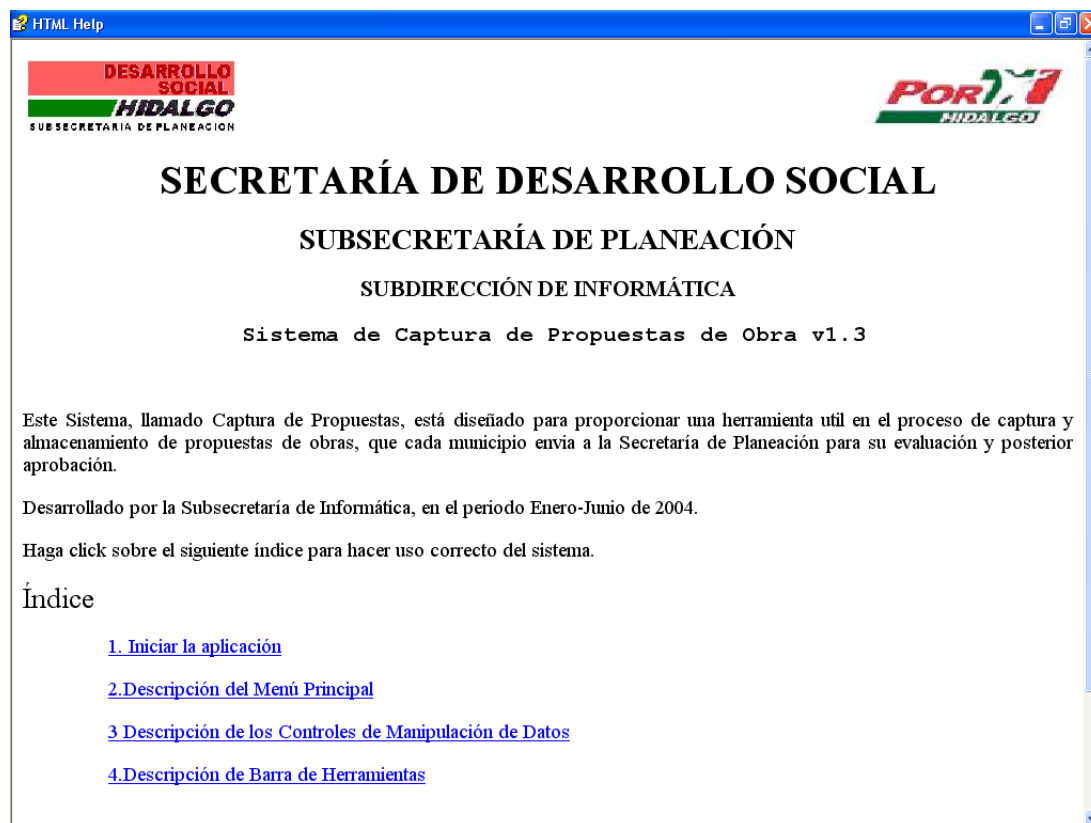 HTML Help
DESARROLLO
SOCIAL
HIDALGO
SUBSECRETARIA DE PLANEACION
POR
HIDALGO
SECRETARÍA DE DESARROLLO SOCIAL
SUBSECRETARÍA DE PLANEACIÓN
SUBDIRECCIÓN DE INFORMÁTICA
Sistema de Captura de Propuestas de Obra v1.3
Este Sistema, llamado Captura de Propuestas, está diseñado para proporcionar una herramienta util en el proceso de captura y
almacenamiento de propuestas de obras, que cada municipio envia a la Secretaría de Planeación para su evaluación y posterior
aprobación.
Desarrollado por la Subsecretaría de Informática, en el periodo Enero-Junio de 2004.
Haga click sobre el siguiente índice para hacer uso correcto del sistema.
Índice
1. Iniciar la aplicación
2.Descripción del Menú Principal
3 Descripción de los Controles de Manipulación de Datos
4.Descripción de Barra de Herramientas